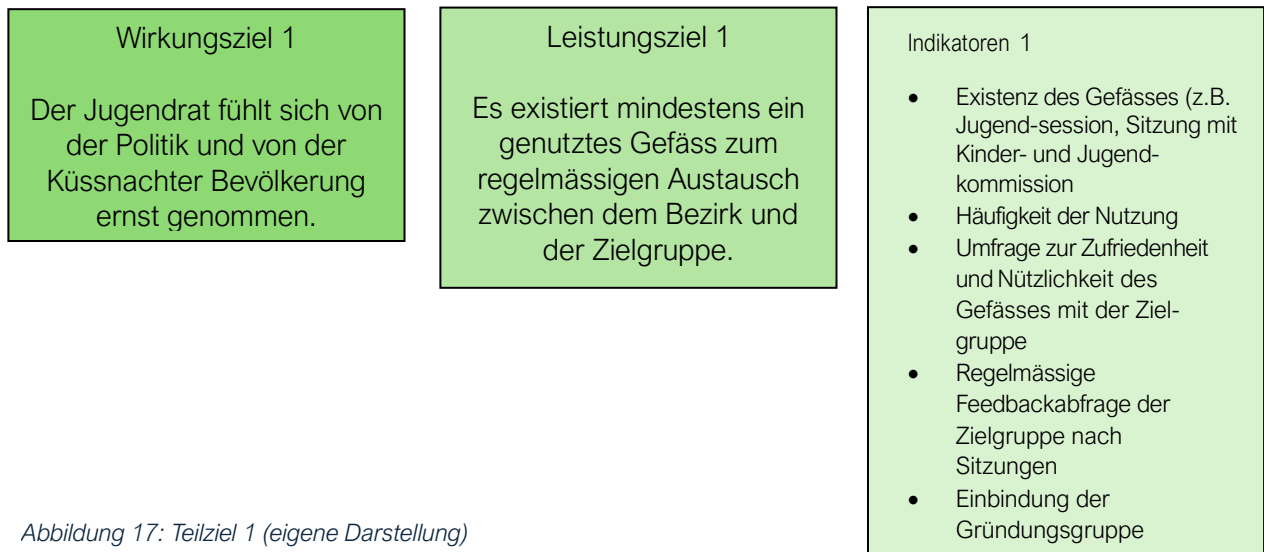 Wirkungsziel 1
Der Jugendrat fühlt sich von
der Politik und von der
Küssnachter Bevölkerung
ernst genommen.
Leistungsziel 1
Es existiert mindestens ein
genutztes Gefäss zum
regelmässigen Austausch
zwischen dem Bezirk und
der Zielgruppe.
Indikatoren 1
• Existenz des Gefässes (z.B.
Jugend-session, Sitzung mit
Kinder- und Jugend-
kommission
• Häufigkeit der Nutzung
• Umfrage zur Zufriedenheit
und Nützlichkeit des
Gefässes mit der Ziel-
gruppe
• Regelmässige
Feedbackabfrage der
Zielgruppe nach
Sitzungen
• Einbindung der
Gründungsgruppe
Abbildung 17: Teilziel 1 (eigene Darstellung)